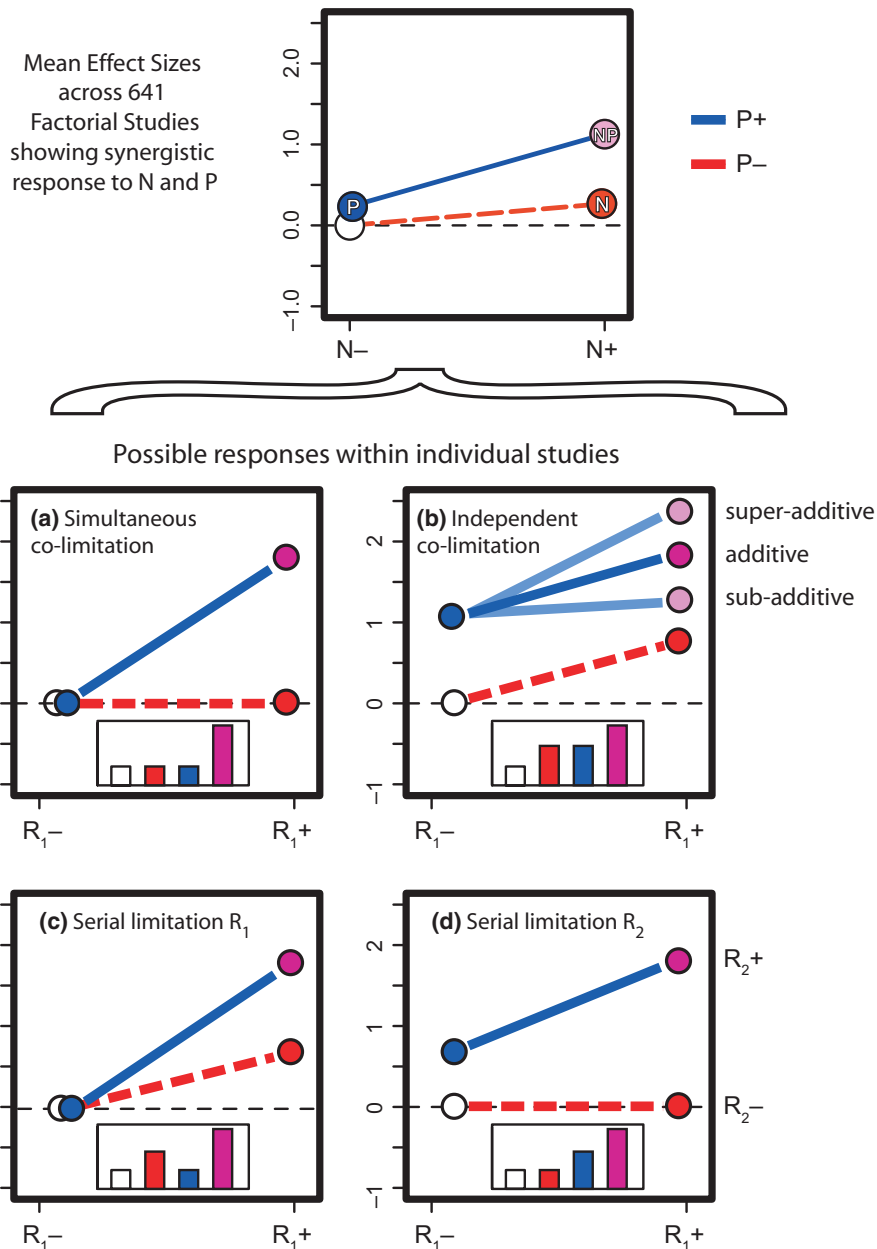 Mean Effect Sizes
across 641
Factorial Studies
showing synergistic
response to N and P
2.0
1.0
0.0
–1.0
NP
P
N
P+
P–
N–
N+
Possible responses within individual studies
(a) Simultaneous
co-limitation
R1–
R1+
(b) Independent
co-limitation
super-additive
additive
sub-additive
2
1
0
–1
R1–
R1+
(c) Serial limitation R1
R1–
R1+
(d) Serial limitation R2
2
1
0
–1
R2+
R2–
R1–
R1+